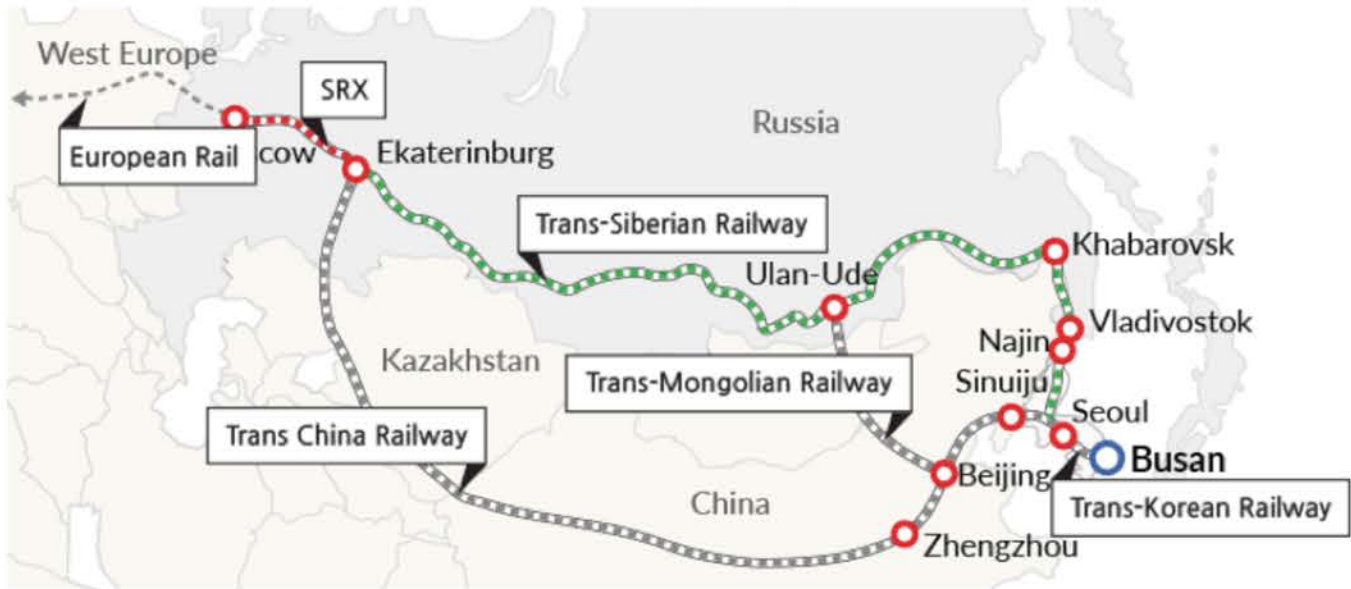 West Europe
SRX
Russia
European Rail
cow
Ekaterinburg
Trans-Siberian Railway
Khabarovsk
Ulan-Ude
Vladivostok
Najin
Kazakhstan
Trans-Mongolian Railway
Sinuiju
Seoul
Trans China Railway
Busan
Beijing
China
Trans-Korean Railway
Zhengzhou